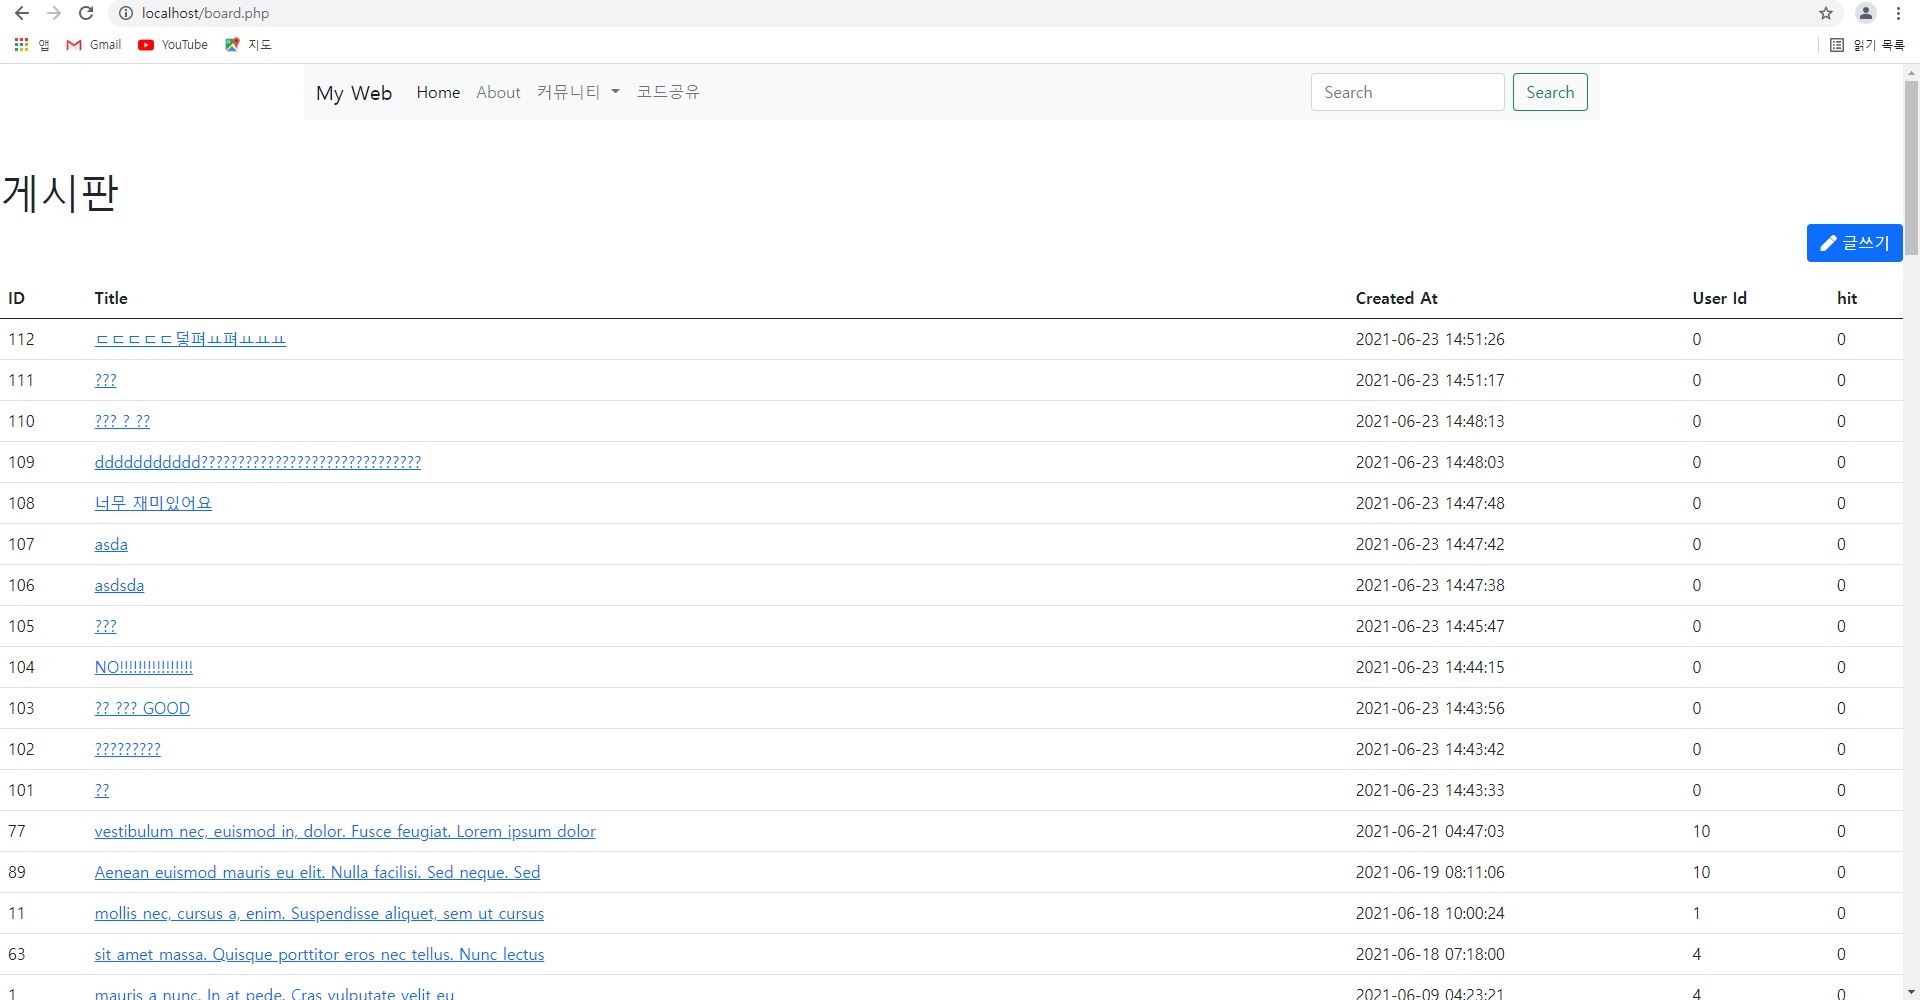 localhost/board.php
앱 Gmail YouTube 지도 읽기 목록
My Web Home About 커뮤니티 코드공유 Search Search
게시판
글쓰기
ID Title Created At User Id hit
112 ㄷㄷㄷㄷㄷ덯펴ㅛ펴ㅛㅛㅛ 2021-06-23 14:51:26 0 0
111 ??? 2021-06-23 14:51:17 0 0
110 ??? ? ?? 2021-06-23 14:48:13 0 0
109 ddddddddddd?????????????????????????????? 2021-06-23 14:48:03 0 0
108 너무 재미있어요 2021-06-23 14:47:48 0 0
107 asda 2021-06-23 14:47:42 0 0
106 asdsda 2021-06-23 14:47:38 0 0
105 ??? 2021-06-23 14:45:47 0 0
104 NO!!!!!!!!!!!!!!!! 2021-06-23 14:44:15 0 0
103 ?? ??? GOOD 2021-06-23 14:43:56 0 0
102 ????????? 2021-06-23 14:43:42 0 0
101 ?? 2021-06-23 14:43:33 0 0
77 vestibulum nec, euismod in, dolor. Fusce feugiat. Lorem ipsum dolor 2021-06-21 04:47:03 10 0
89 Aenean euismod mauris eu elit. Nulla facilisi. Sed neque. Sed 2021-06-19 08:11:06 10 0
11 mollis nec, cursus a, enim. Suspendisse aliquet, sem ut cursus 2021-06-18 10:00:24 1 0
63 sit amet massa. Quisque porttitor eros nec tellus. Nunc lectus 2021-06-18 07:18:00 4 0
1 mauris a nunc. In at pede. Cras vulputate velit eu 2021-06-09 04:23:21 4 0